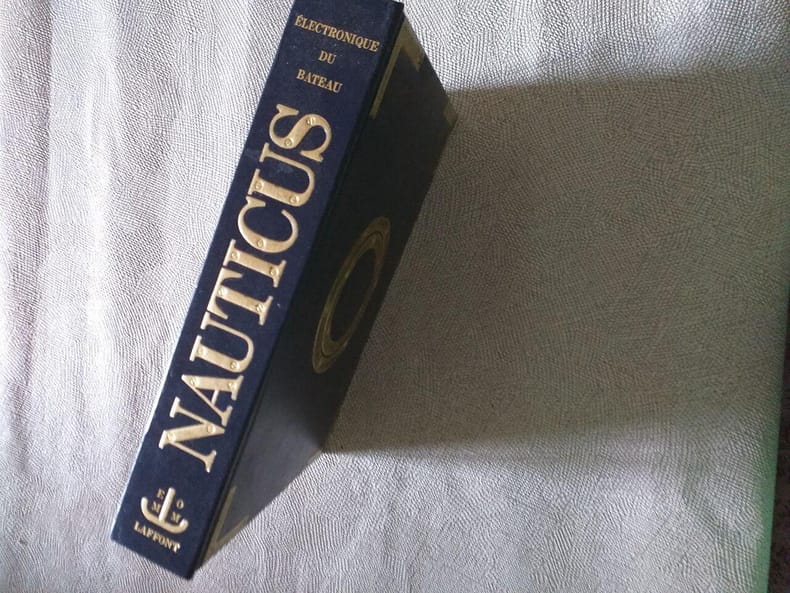 ÉLECTRONIQUE
DU
BATEAU
NAUTICUS
E
M
O
M
LAFFONT